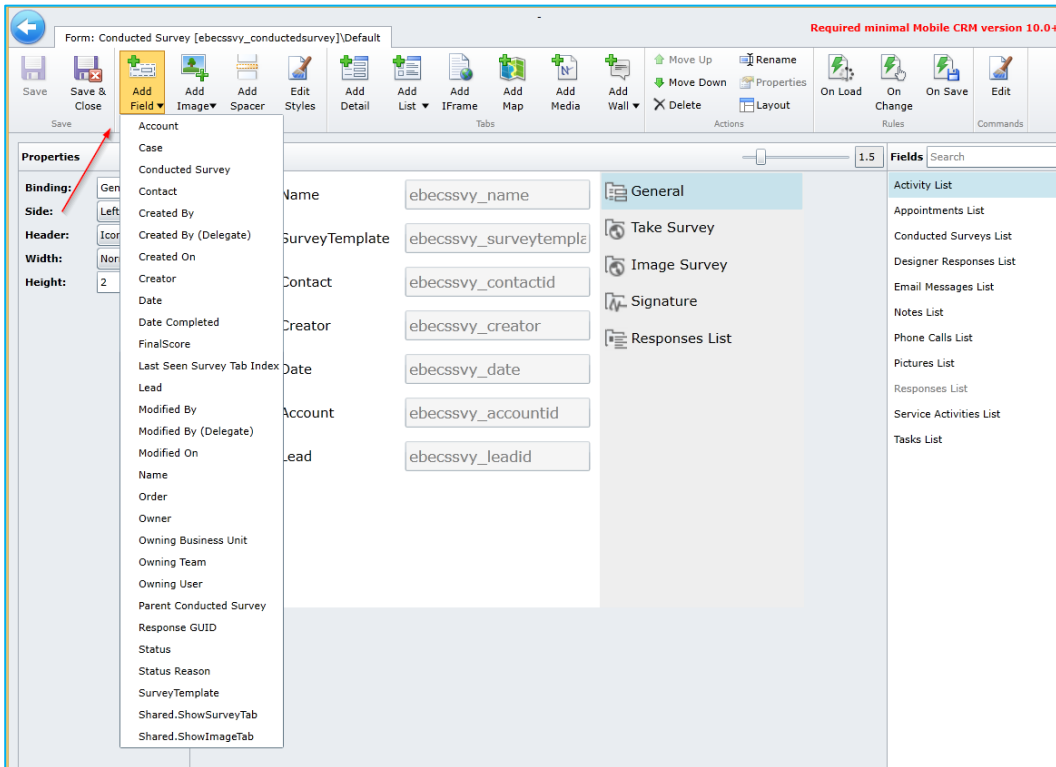 -
Required minimal Mobile CRM version 10.0+
Form: Conducted Survey [ebecssvy_conductedsurvey]\Default
Save
Save & Close
Add Field
Add Image
Add Spacer
Edit Styles
Add Detail
Add List
Add IFrame
Add Map
Add Media
Add Wall
Move Up
Move Down
Delete
Rename
Properties
Layout
On Load
On Change
On Save
Edit
Save
Tabs
Actions
Rules
Commands
Properties
Binding: Gen
Side: Left
Header: Icon
Width: Nor
Height: 2
Account
Case
Conducted Survey
Contact
Created By
Created By (Delegate)
Created On
Creator
Date
Date Completed
FinalScore
Last Seen Survey Tab Index
Lead
Modified By
Modified By (Delegate)
Modified On
Name
Order
Owner
Owning Business Unit
Owning Team
Owning User
Parent Conducted Survey
Response GUID
Status
Status Reason
SurveyTemplate
Shared.ShowSurveyTab
Shared.ShowImageTab
1.5
Name ebecssvy_name
SurveyTemplate ebecssvy_surveytempla
Contact ebecssvy_contactid
Creator ebecssvy_creator
Date ebecssvy_date
Account ebecssvy_accountid
Lead ebecssvy_leadid
General
Take Survey
Image Survey
Signature
Responses List
Fields Search
Activity List
Appointments List
Conducted Surveys List
Designer Responses List
Email Messages List
Notes List
Phone Calls List
Pictures List
Responses List
Service Activities List
Tasks List